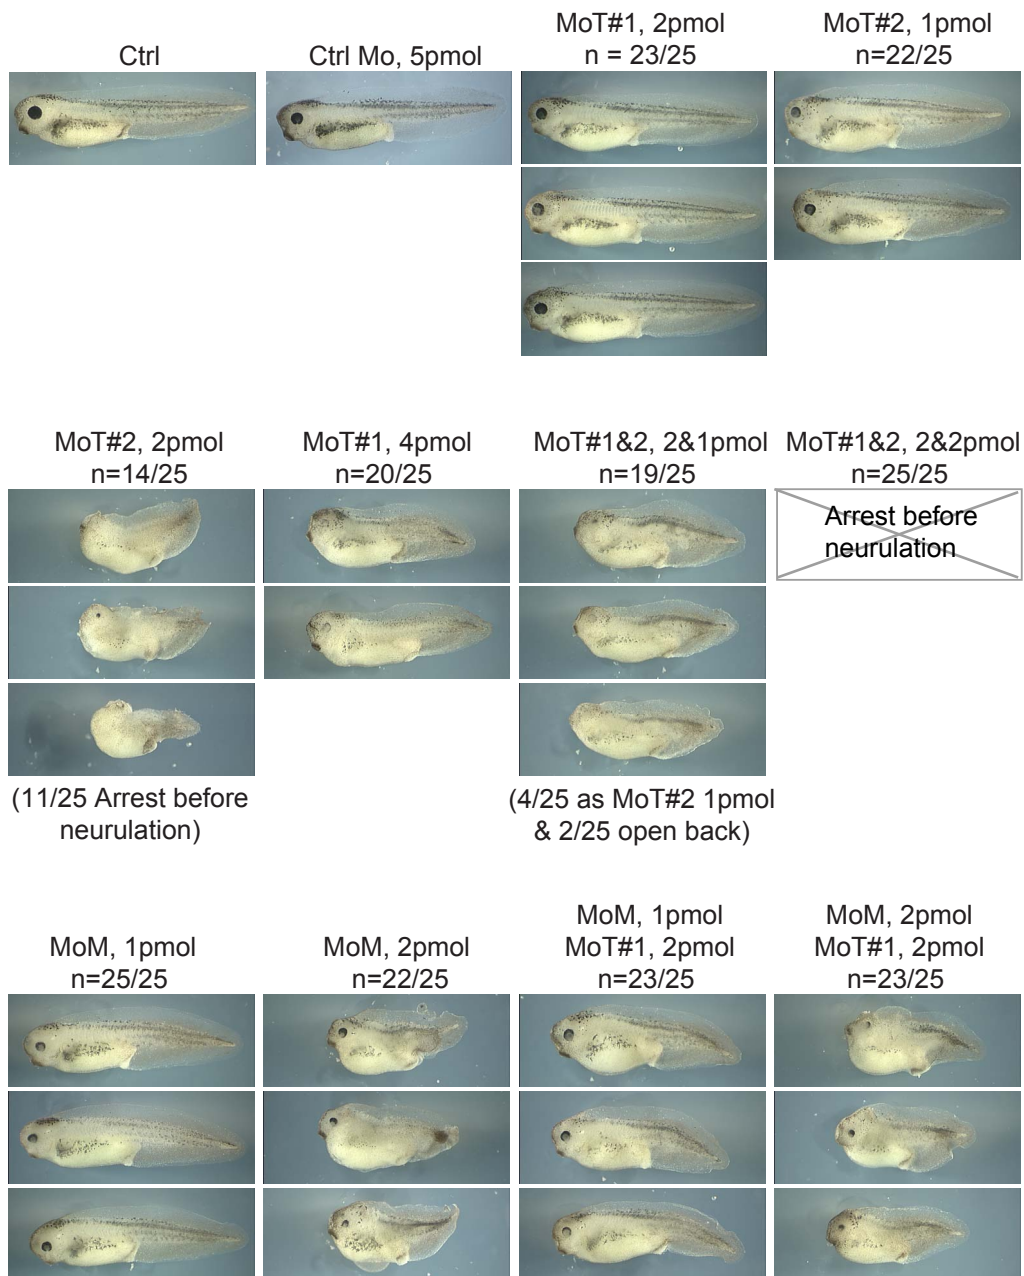 Ctrl
Ctrl Mo, 5pmol
MoT#1, 2pmol
n = 23/25
MoT#2, 1pmol
n=22/25
MoT#2, 2pmol
n=14/25
MoT#1, 4pmol
n=20/25
MoT#1&2, 2&1pmol
n=19/25
MoT#1&2, 2&2pmol
n=25/25
Arrest before
neurulation
(11/25 Arrest before
neurulation)
(4/25 as MoT#2 1pmol
& 2/25 open back)
MoM, 1pmol
n=25/25
MoM, 2pmol
n=22/25
MoM, 1pmol
MoT#1, 2pmol
n=23/25
MoM, 2pmol
MoT#1, 2pmol
n=23/25